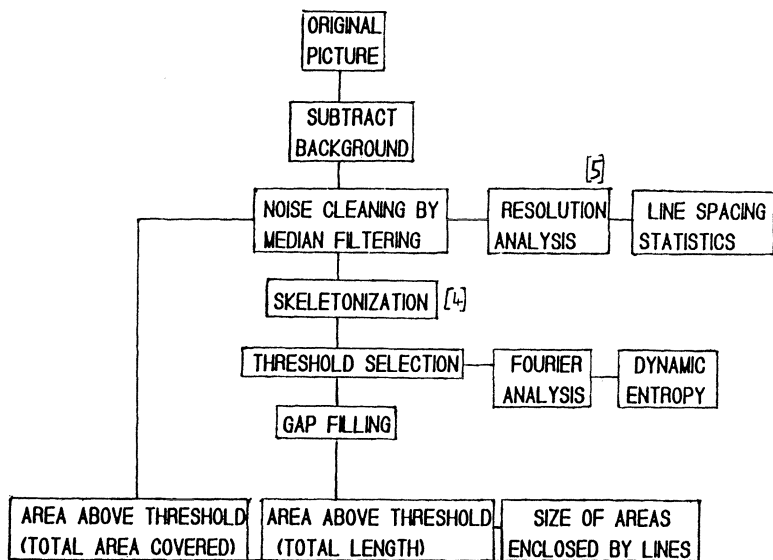 ORIGINAL
PICTURE
SUBTRACT
BACKGROUND
[5]
NOISE CLEANING BY
MEDIAN FILTERING
RESOLUTION
ANALYSIS
LINE SPACING
STATISTICS
SKELETONIZATION
[4]
THRESHOLD SELECTION
FOURIER
ANALYSIS
DYNAMIC
ENTROPY
GAP FILLING
AREA ABOVE THRESHOLD
(TOTAL AREA COVERED)
AREA ABOVE THRESHOLD
(TOTAL LENGTH)
SIZE OF AREAS
ENCLOSED BY LINES